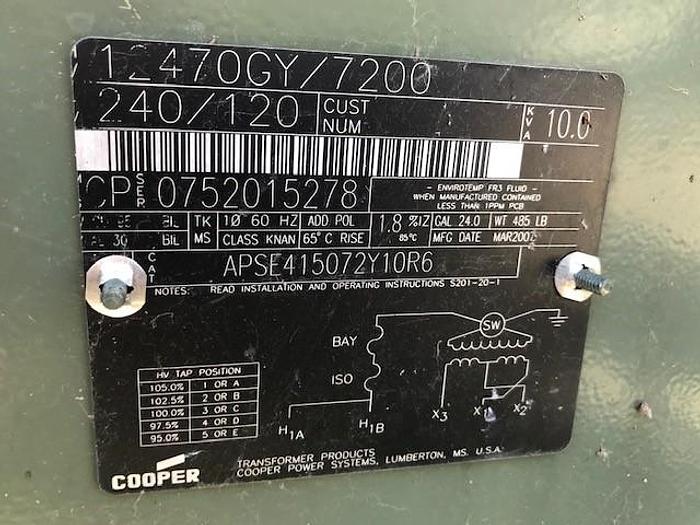 12470GY/7200
240/120 CUST NUM KVA 10.0
CP SER 0752015278
- ENVIROTEMP FR3 FLUID -
WHEN MANUFACTURED CONTAINED
LESS THAN 1PPM PCB
BIL TK 1Ø 60 HZ ADD POL 1.8 %IZ GAL 24.0 WT 485 LB
30 BIL MS CLASS KNAN 65°C RISE 85°C MFG DATE MAR2007
CAT APSE415072Y10R6
NOTES: READ INSTALLATION AND OPERATING INSTRUCTIONS S201-20-1
SW
BAY
ISO
HV TAP POSITION
105.0% 1 OR A
102.5% 2 OR B
100.0% 3 OR C
97.5% 4 OR D
95.0% 5 OR E
H1A H1B X3 X1 X2
COOPER
TRANSFORMER PRODUCTS
COOPER POWER SYSTEMS, LUMBERTON, MS. U.S.A.